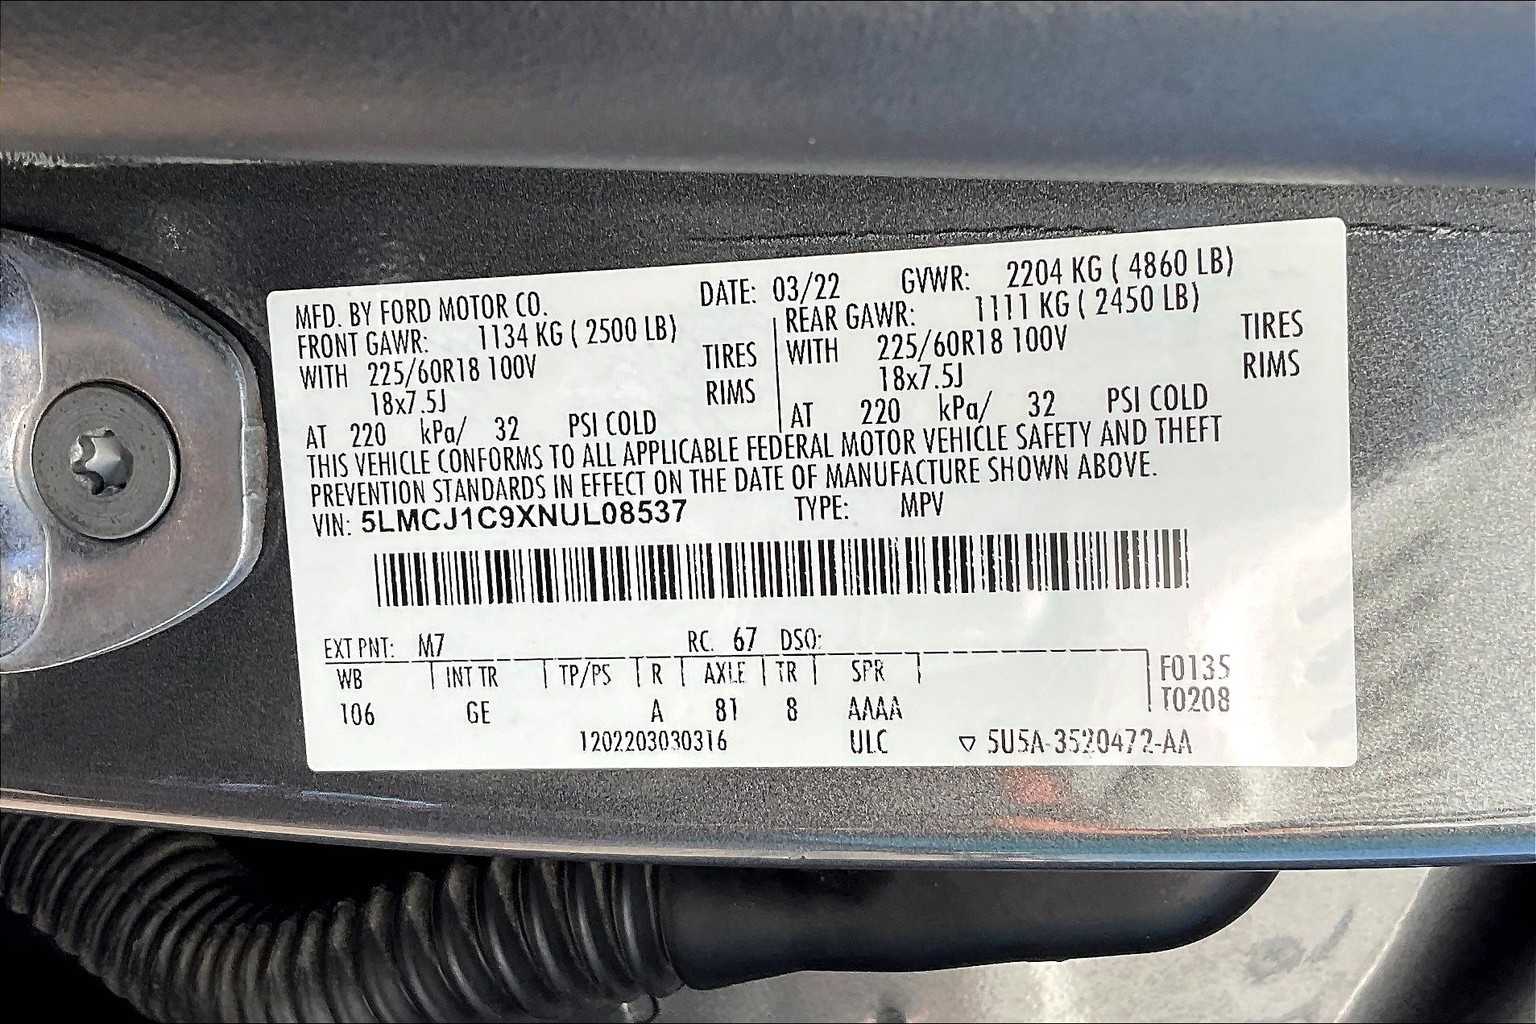 MFD. BY FORD MOTOR CO. DATE: 03/22 GVWR: 2204 KG ( 4860 LB)
FRONT GAWR: 1134 KG ( 2500 LB) REAR GAWR: 1111 KG ( 2450 LB)
WITH 225/60R18 100V TIRES WITH 225/60R18 100V TIRES
18x7.5J RIMS 18x7.5J RIMS
AT 220 kPa/ 32 PSI COLD AT 220 kPa/ 32 PSI COLD
THIS VEHICLE CONFORMS TO ALL APPLICABLE FEDERAL MOTOR VEHICLE SAFETY AND THEFT
PREVENTION STANDARDS IN EFFECT ON THE DATE OF MANUFACTURE SHOWN ABOVE.
VIN: 5LMCJ1C9XNUL08537 TYPE: MPV
EXT PNT: M7 RC: 67 DSO:
WB INT TR TP/PS R AXLE TR SPR F0135
106 GE A 81 8 AAAA T0208
1202203030316 ULC ▽ 5U5A-3520472-AA